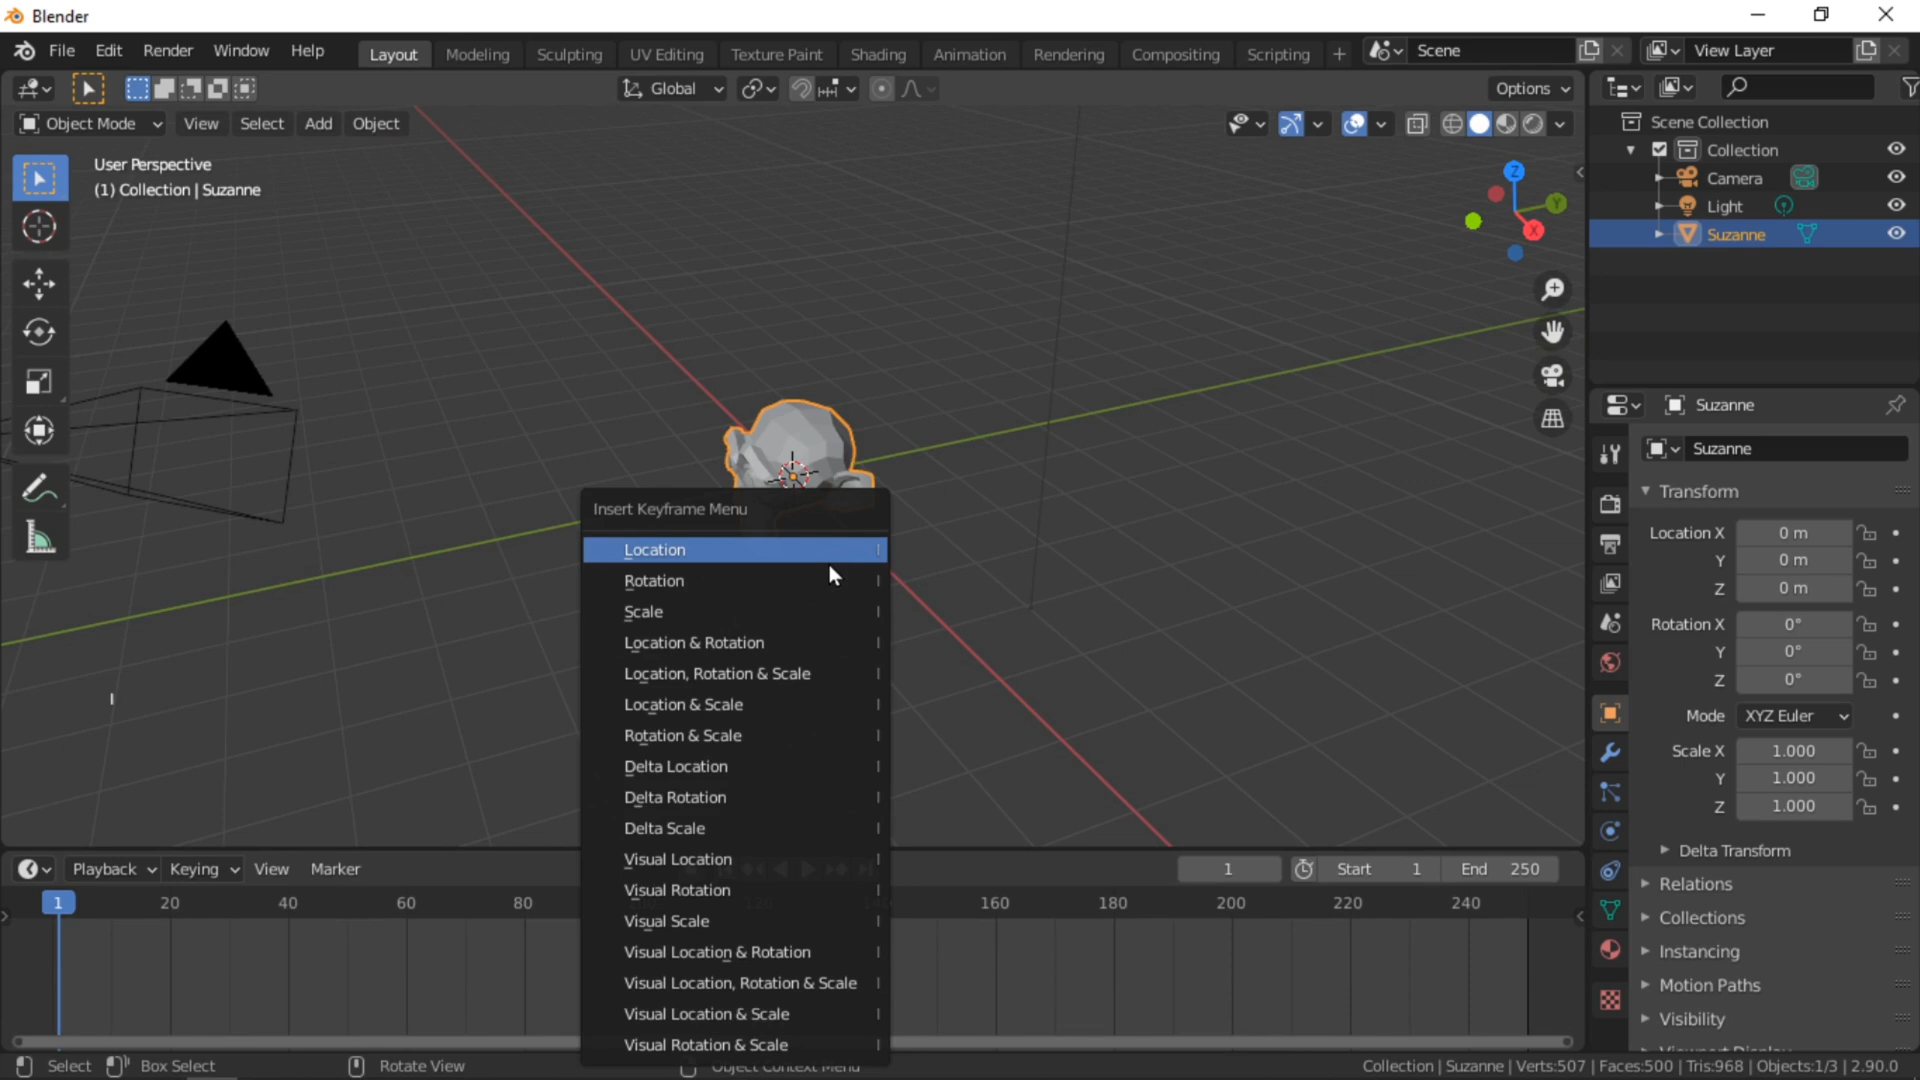 Blender
File Edit Render Window Help Layout Modeling Sculpting UV Editing Texture Paint Shading Animation Rendering Compositing Scripting + Scene View Layer
Global Options
Object Mode View Select Add Object
User Perspective
(1) Collection | Suzanne
Z
Y
X
Scene Collection
Collection
Camera
Light
Suzanne
Suzanne
Suzanne
Transform
Location X 0 m
Y 0 m
Z 0 m
Rotation X 0°
Y 0°
Z 0°
Mode XYZ Euler
Scale X 1.000
Y 1.000
Z 1.000
Delta Transform
Relations
Collections
Instancing
Motion Paths
Visibility
Insert Keyframe Menu
Location I
Rotation I
Scale I
Location & Rotation I
Location, Rotation & Scale I
Location & Scale I
Rotation & Scale I
Delta Location I
Delta Rotation I
Delta Scale I
Visual Location I
Visual Rotation I
Visual Scale I
Visual Location & Rotation I
Visual Location, Rotation & Scale I
Visual Location & Scale I
Visual Rotation & Scale I
I
Playback Keying View Marker 1 Start 1 End 250
1 20 40 60 80 120 140 160 180 200 220 240
Select Box Select Rotate View Object Context Menu Collection | Suzanne | Verts:507 | Faces:500 | Tris:968 | Objects:1/3 | 2.90.0